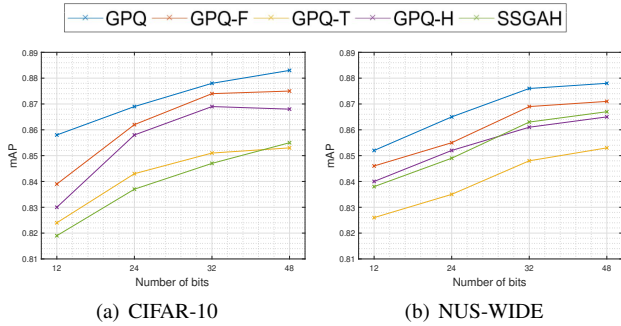 GPQ GPQ-F GPQ-T GPQ-H SSGAH
0.89
0.88
0.87
0.86
0.85
0.84
0.83
0.82
0.81
mAP
12 24 32 48
Number of bits
(a) CIFAR-10
0.89
0.88
0.87
0.86
0.85
0.84
0.83
0.82
0.81
mAP
12 24 32 48
Number of bits
(b) NUS-WIDE